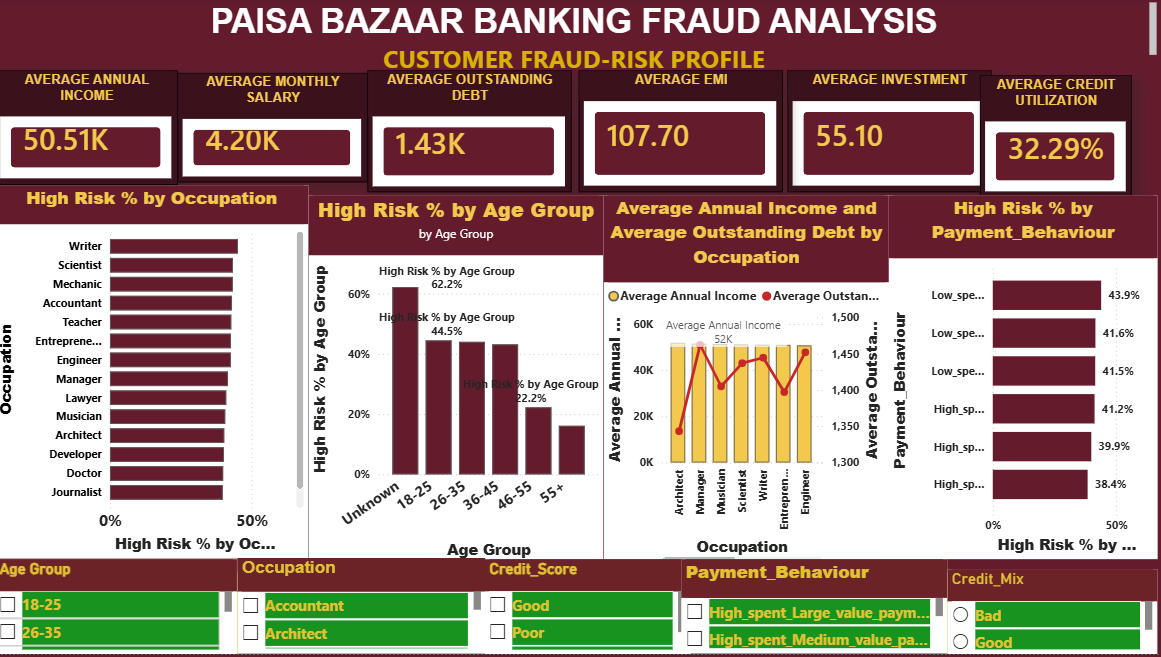 PAISA BAZAAR BANKING FRAUD ANALYSIS
CUSTOMER FRAUD-RISK PROFILE
AVERAGE ANNUAL
INCOME
50.51K
AVERAGE MONTHLY
SALARY
4.20K
AVERAGE OUTSTANDING
DEBT
1.43K
AVERAGE EMI
107.70
AVERAGE INVESTMENT
55.10
AVERAGE CREDIT
UTILIZATION
32.29%
High Risk % by Occupation
Occupation
Writer
Scientist
Mechanic
Accountant
Teacher
Entreprene...
Engineer
Manager
Lawyer
Musician
Architect
Developer
Doctor
Journalist
0%
50%
High Risk % by Oc...
High Risk % by Age Group
by Age Group
High Risk % by Age Group
60%
40%
20%
0%
High Risk % by Age Group
62.2%
High Risk % by Age Group
44.5%
High Risk % by Age Group
22.2%
Unknown
18-25
26-35
36-45
46-55
55+
Age Group
Average Annual Income and
Average Outstanding Debt by
Occupation
Average Annual Income
Average Outstan...
Average Annual ...
60K
40K
20K
0K
Average Annual Income
52K
1,500
1,450
1,400
1,350
1,300
Average Outsta...
Architect
Manager
Musician
Scientist
Writer
Entrepren...
Engineer
Occupation
High Risk % by
Payment_Behaviour
Payment_Behaviour
Low_spe...
43.9%
Low_spe...
41.6%
Low_spe...
41.5%
High_sp...
41.2%
High_sp...
39.9%
High_sp...
38.4%
0%
50%
High Risk % by ...
Age Group
18-25
26-35
Occupation
Accountant
Architect
Credit_Score
Good
Poor
Payment_Behaviour
High_spent_Large_value_paym...
High_spent_Medium_value_pa...
Credit_Mix
Bad
Good